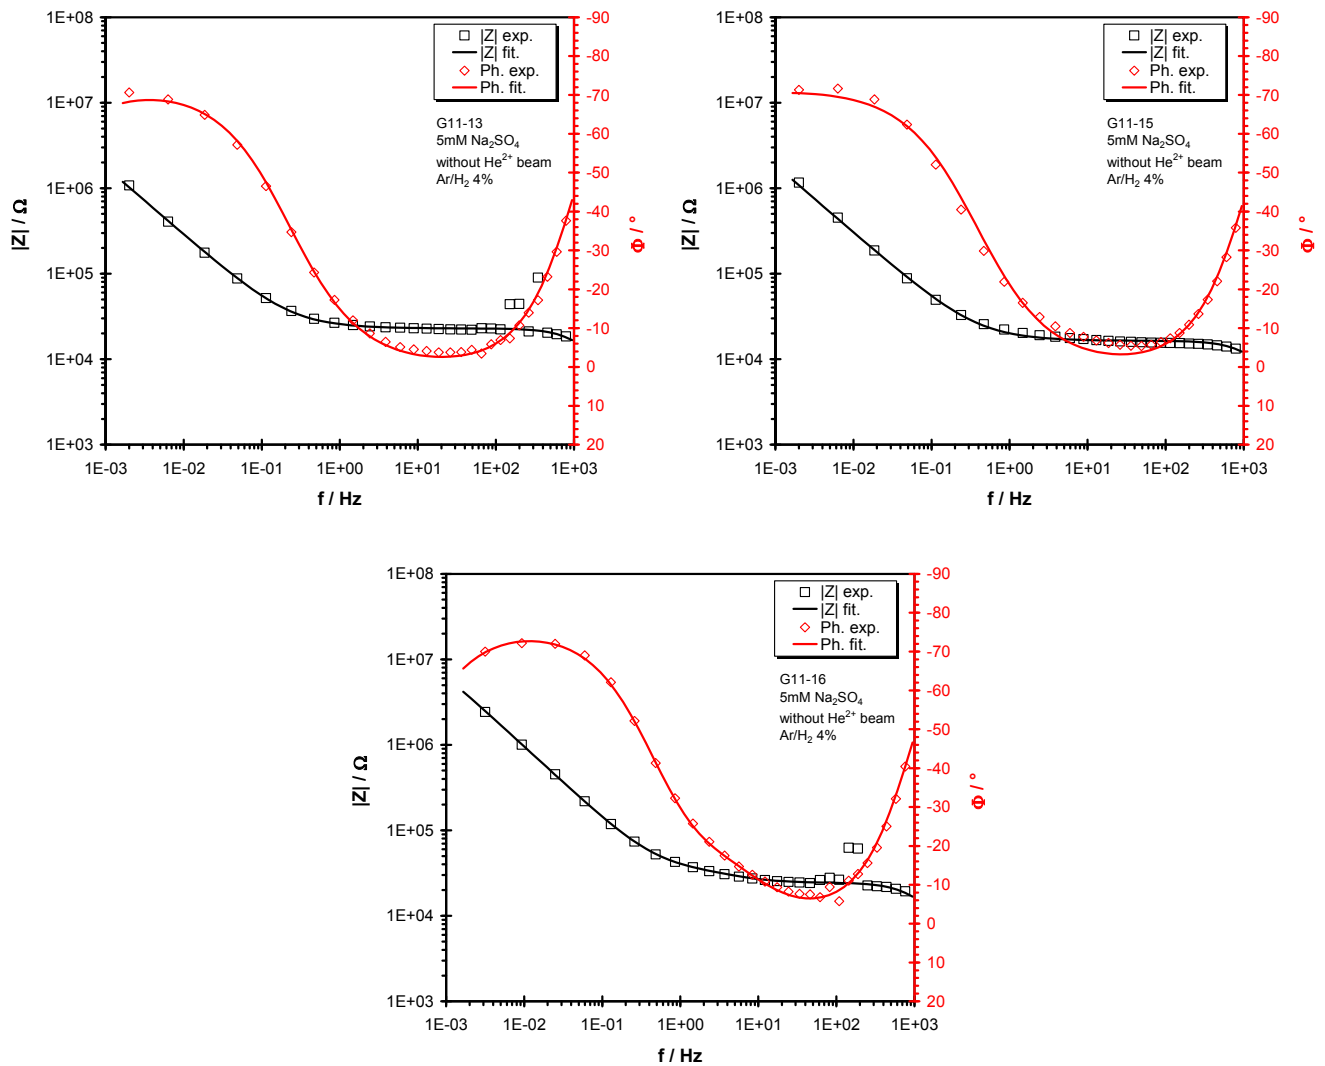 1E+08
1E+07
1E+06
1E+05
1E+04
1E+03
|Z| / Ω
-90
-80
-70
-60
-50
-40
-30
-20
-10
0
10
20
Φ / °
|Z| exp.
|Z| fit.
Ph. exp.
Ph. fit.
G11-13
5mM Na₂SO₄
without He²⁺ beam
Ar/H₂ 4%
1E-03 1E-02 1E-01 1E+00 1E+01 1E+02 1E+03
f / Hz
1E+08
1E+07
1E+06
1E+05
1E+04
1E+03
|Z| / Ω
-90
-80
-70
-60
-50
-40
-30
-20
-10
0
10
20
Φ / °
|Z| exp.
|Z| fit.
Ph. exp.
Ph. fit.
G11-15
5mM Na₂SO₄
without He²⁺ beam
Ar/H₂ 4%
1E-03 1E-02 1E-01 1E+00 1E+01 1E+02 1E+03
f / Hz
1E+08
1E+07
1E+06
1E+05
1E+04
1E+03
|Z| / Ω
-90
-80
-70
-60
-50
-40
-30
-20
-10
0
10
20
Φ / °
|Z| exp.
|Z| fit.
Ph. exp.
Ph. fit.
G11-16
5mM Na₂SO₄
without He²⁺ beam
Ar/H₂ 4%
1E-03 1E-02 1E-01 1E+00 1E+01 1E+02 1E+03
f / Hz